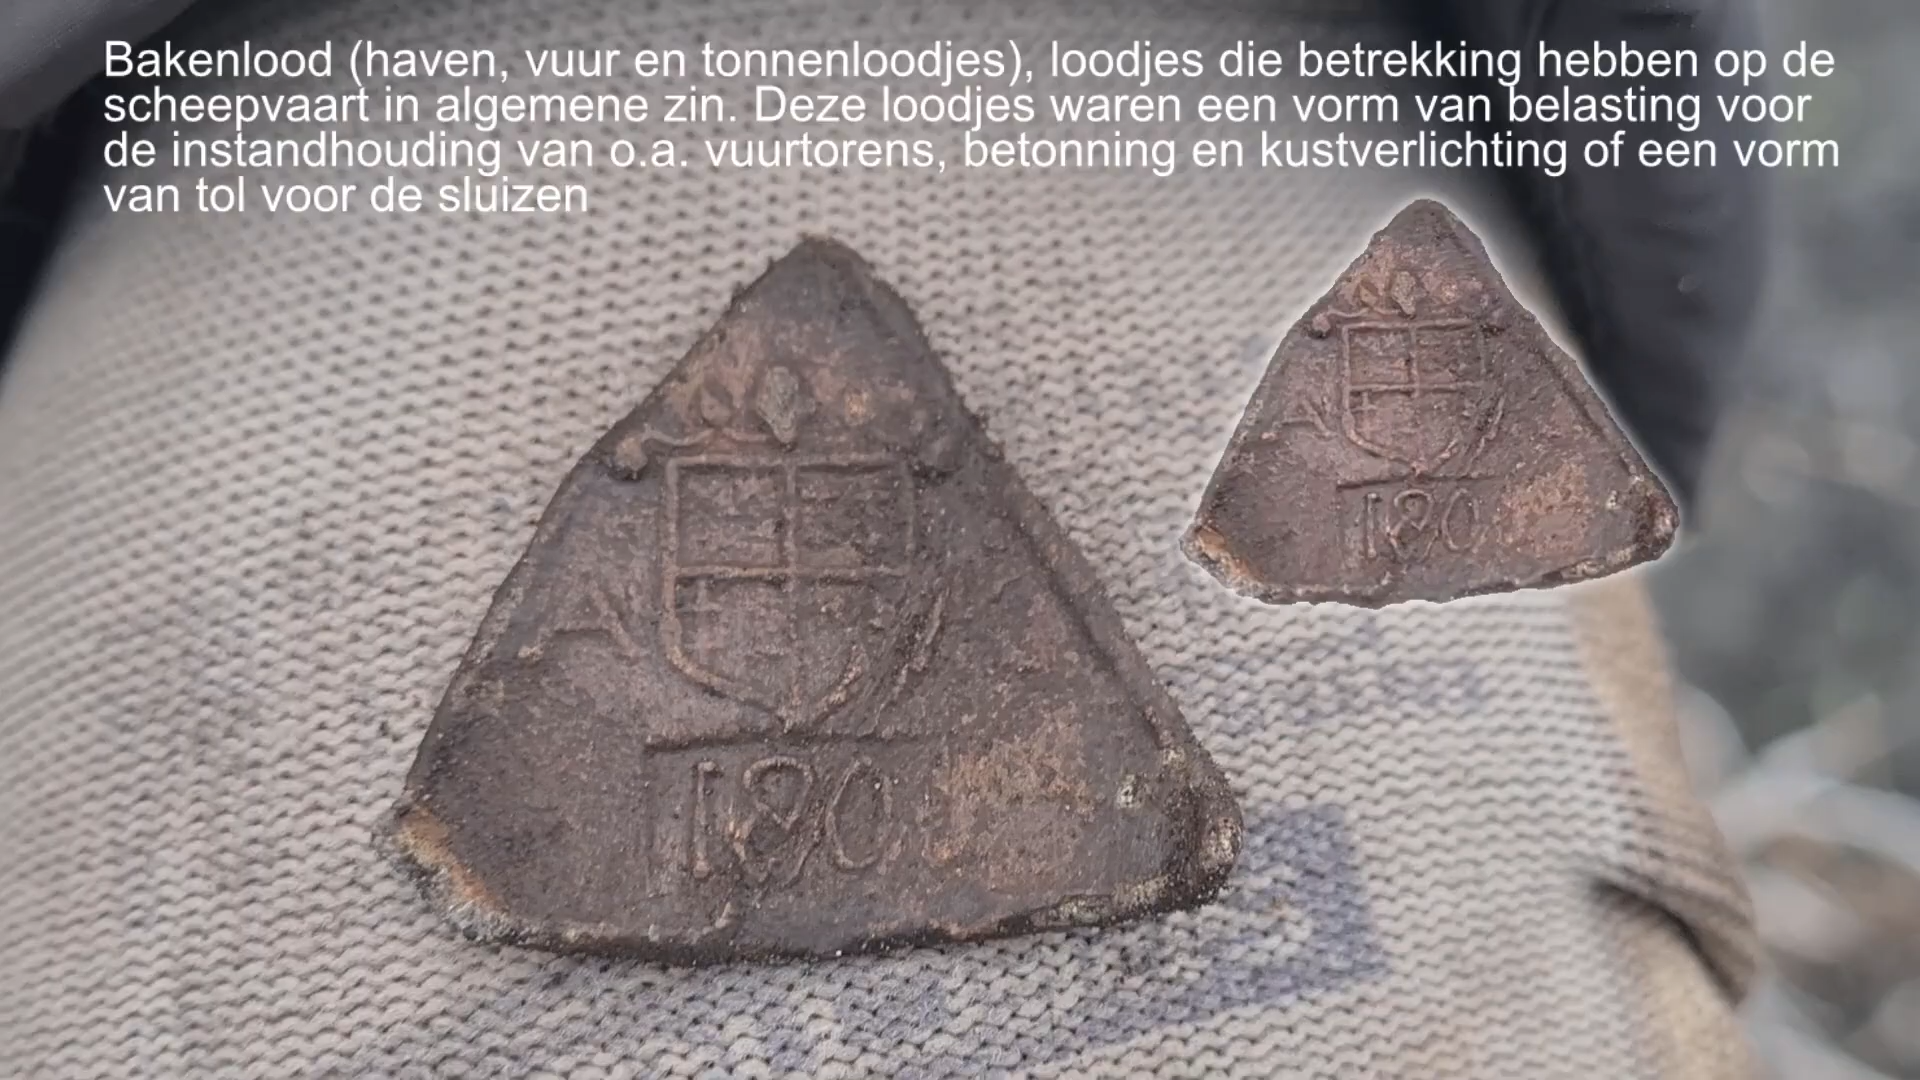 Bakenlood (haven, vuur en tonnenloodjes), loodjes die betrekking hebben op de
scheepvaart in algemene zin. Deze loodjes waren een vorm van belasting voor
de instandhouding van o.a. vuurtorens, betonning en kustverlichting of een vorm
van tol voor de sluizen
180
180